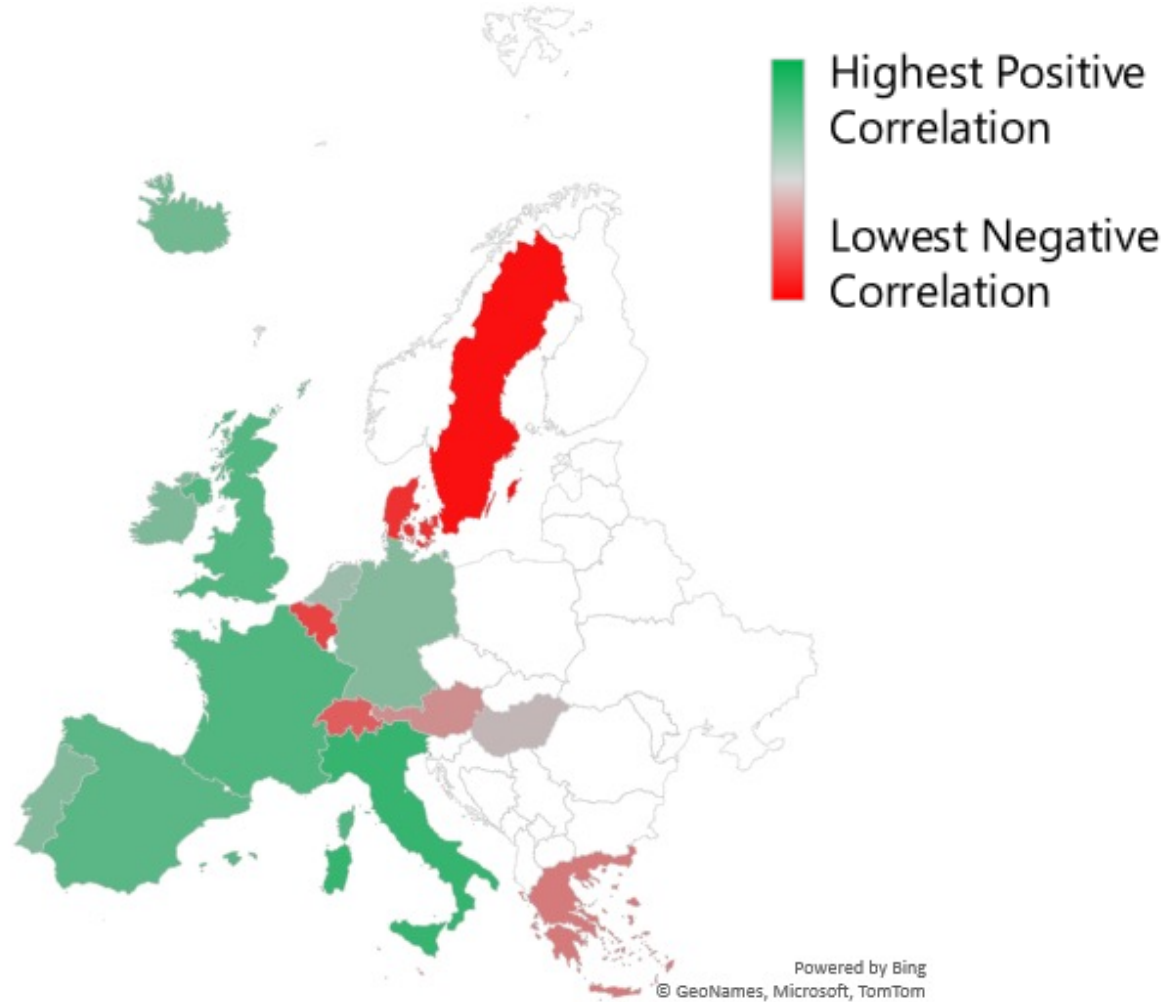 Highest Positive
Correlation
Lowest Negative
Correlation
Powered by Bing
© GeoNames, Microsoft, TomTom